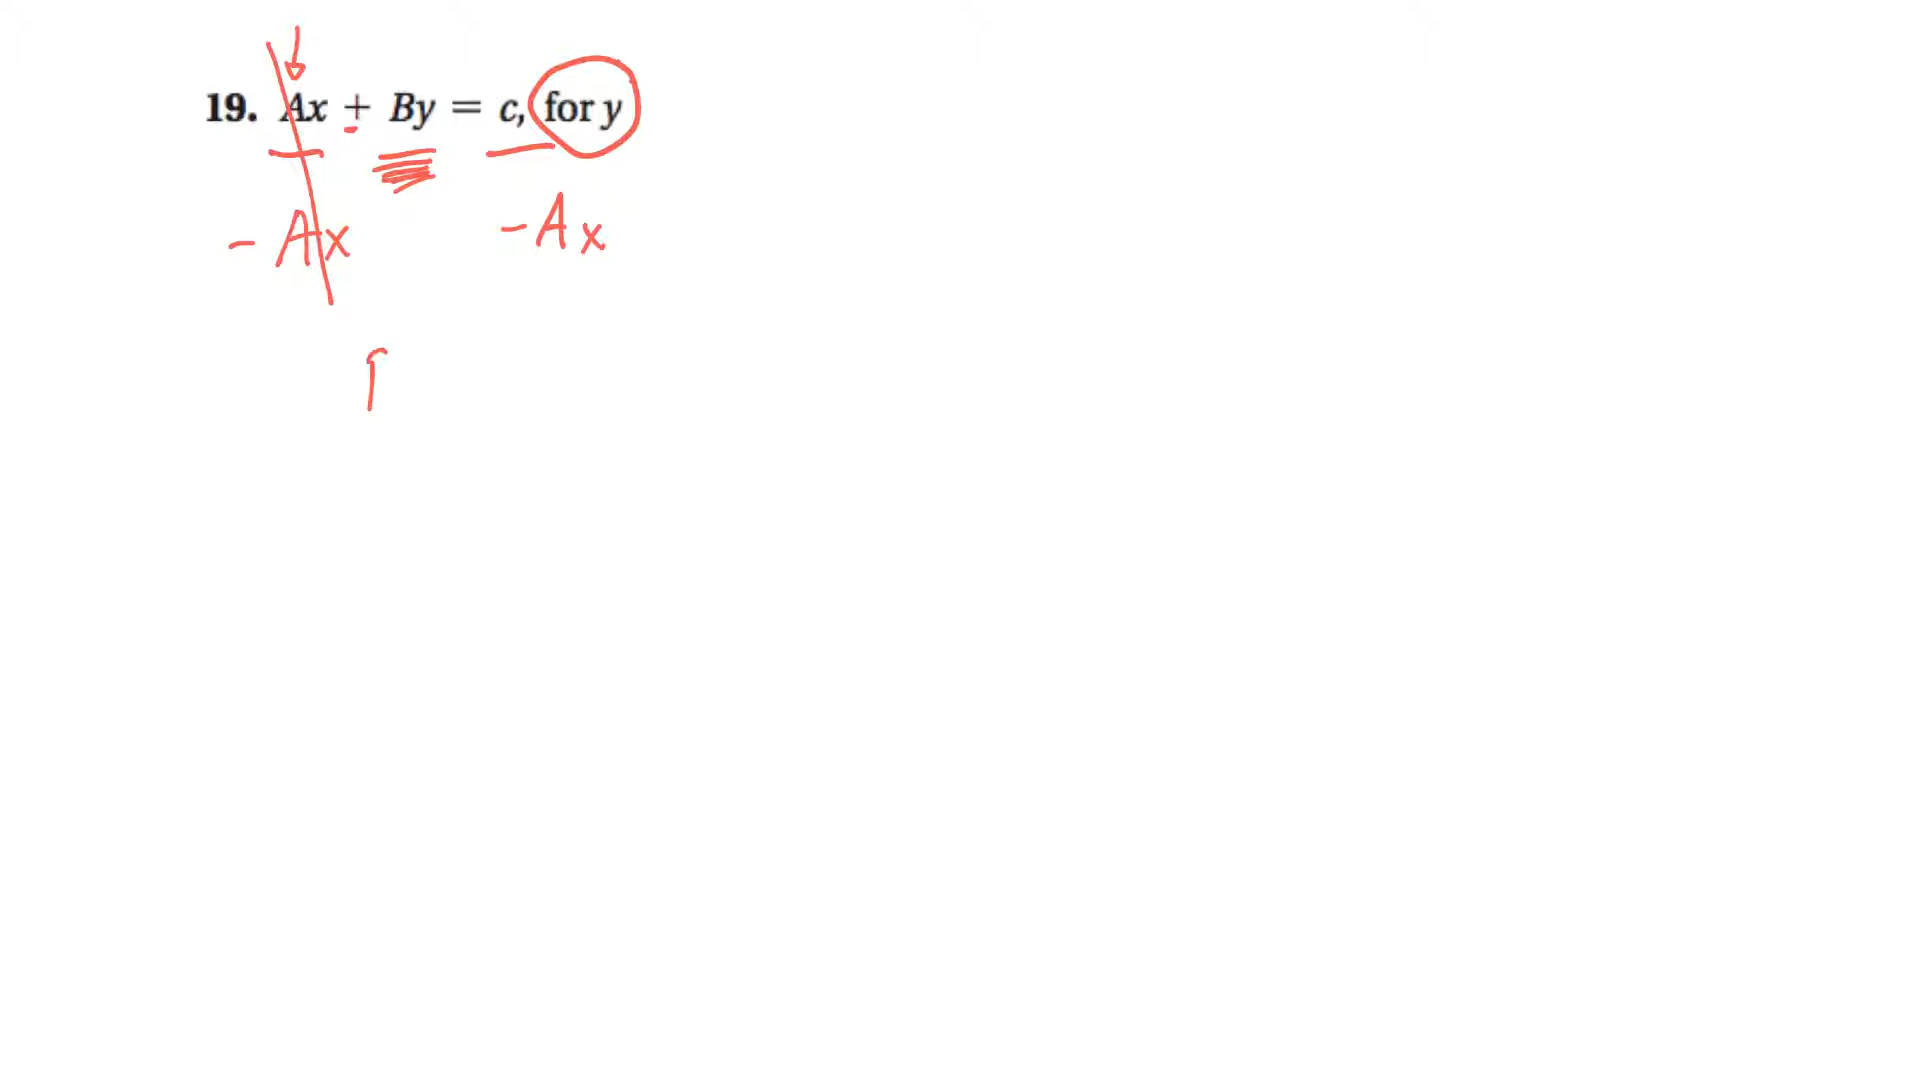 19. Ax + By = c, for y
- Ax - Ax